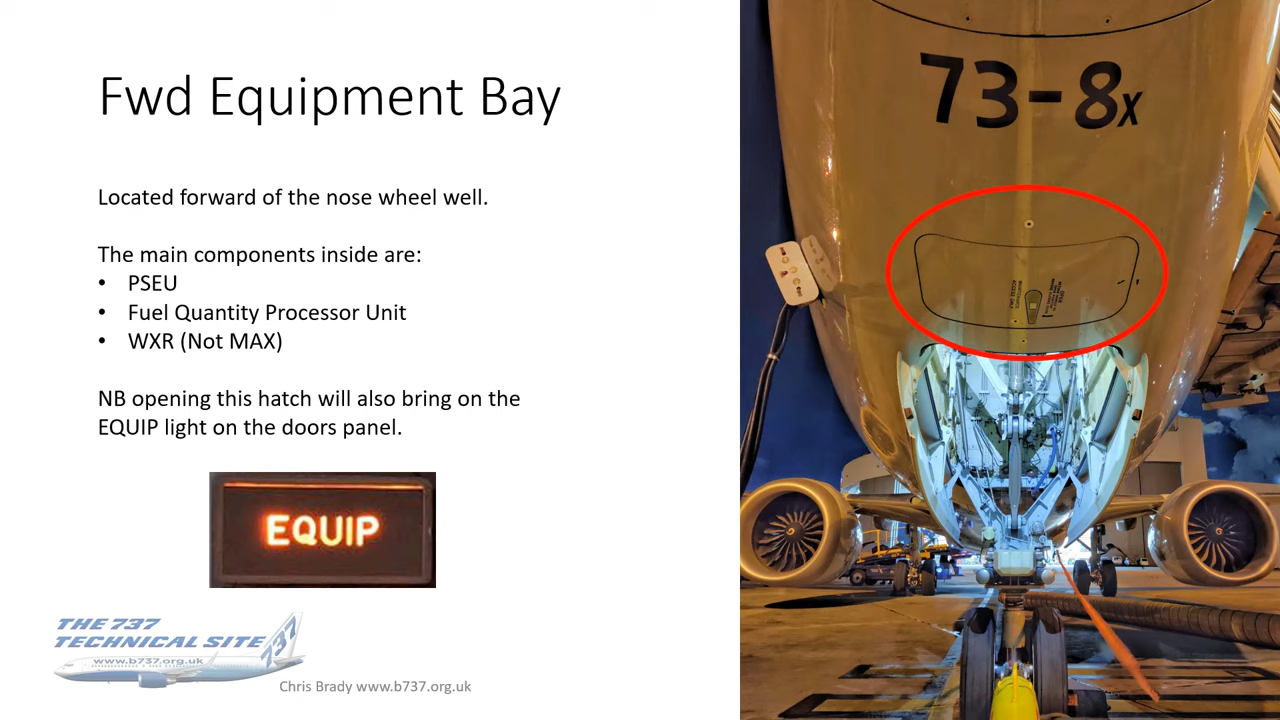 Fwd Equipment Bay
Located forward of the nose wheel well.
The main components inside are:
• PSEU
• Fuel Quantity Processor Unit
• WXR (Not MAX)
NB opening this hatch will also bring on the
EQUIP light on the doors panel.
EQUIP
THE 737
TECHNICAL SITE
www.b737.org.uk
737
Chris Brady www.b737.org.uk
73-8x